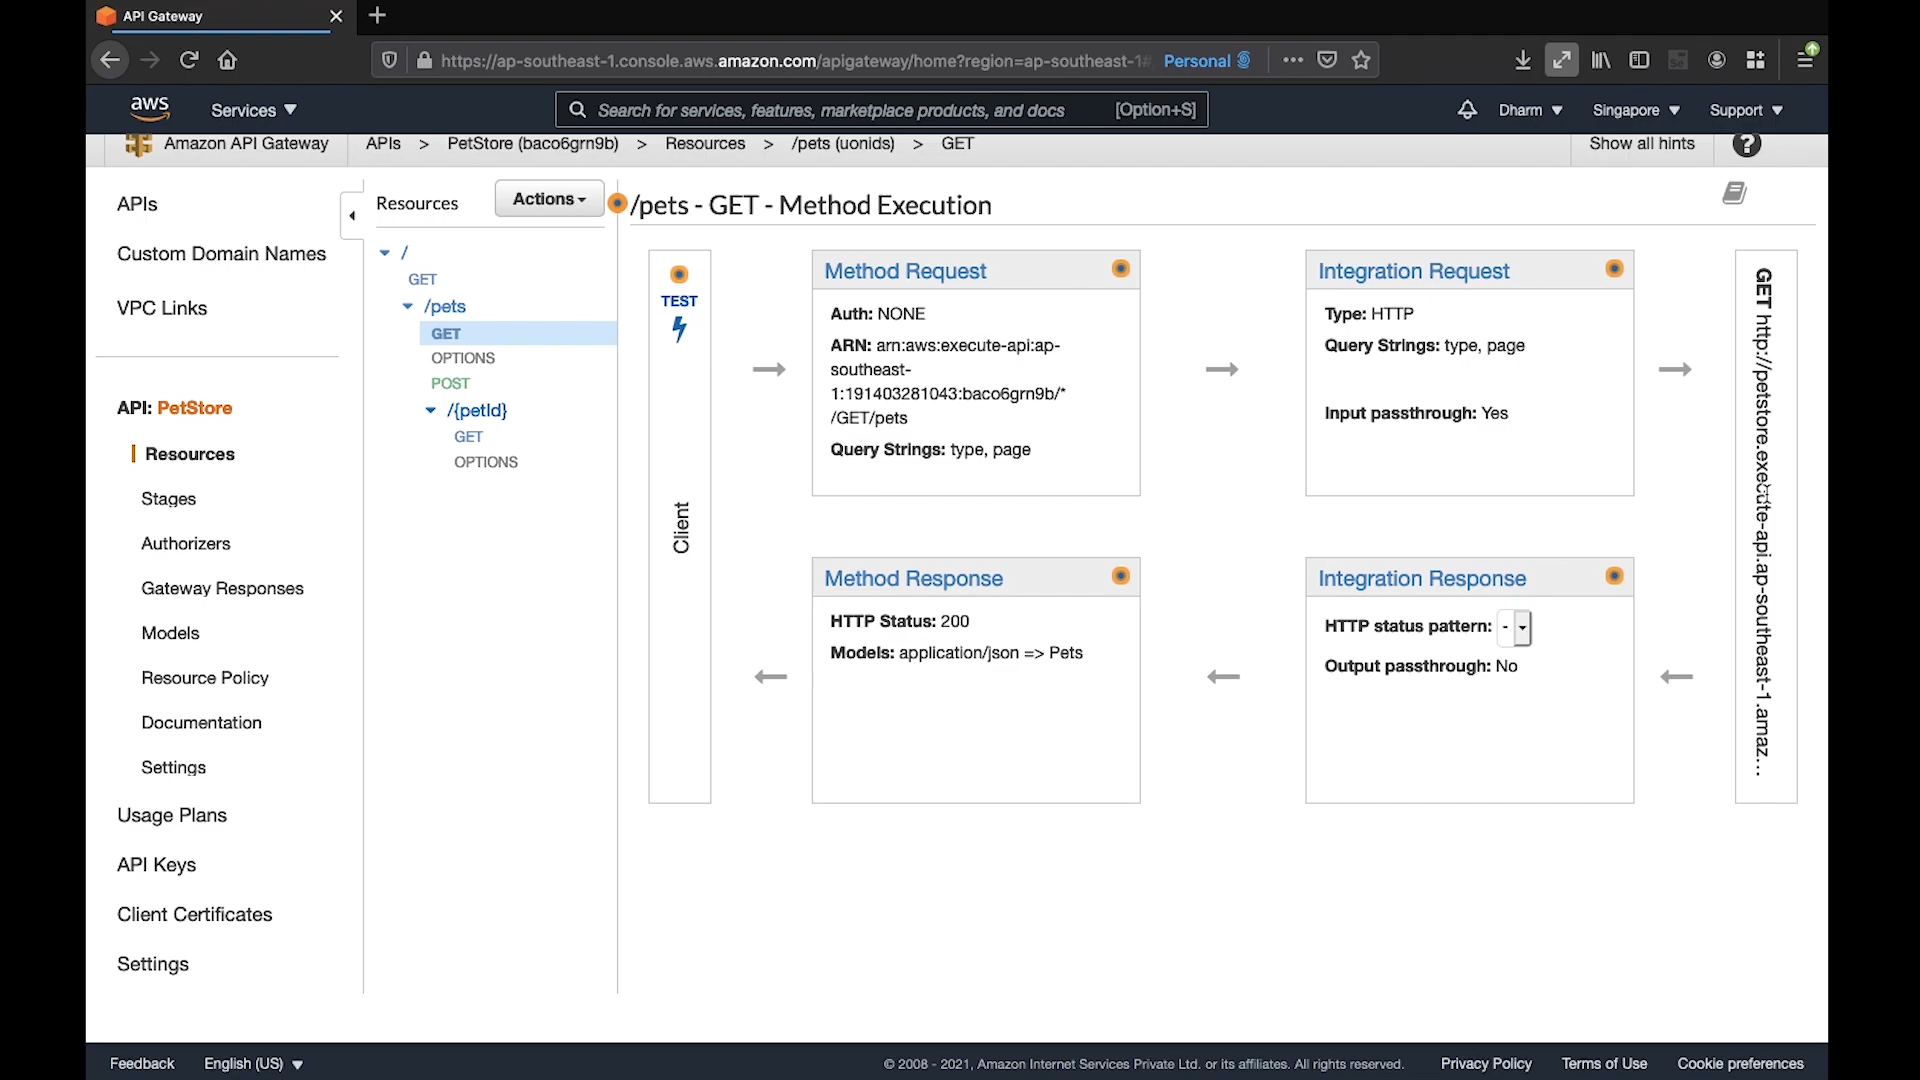 API Gateway
https://ap-southeast-1.console.aws.amazon.com/apigateway/home?region=ap-southeast-1#
Personal
aws
Services
Search for services, features, marketplace products, and docs
[Option+S]
Dharm
Singapore
Support
Amazon API Gateway
APIs > PetStore (baco6grn9b) > Resources > /pets (uonids) > GET
Show all hints
?
APIs
Custom Domain Names
VPC Links
API: PetStore
Resources
Stages
Authorizers
Gateway Responses
Models
Resource Policy
Documentation
Settings
Usage Plans
API Keys
Client Certificates
Settings
Resources
Actions
/
GET
/pets
GET
OPTIONS
POST
/{petId}
GET
OPTIONS
/pets - GET - Method Execution
TEST
Client
Method Request
Auth: NONE
ARN: arn:aws:execute-api:ap-
southeast-
1:191403281043:baco6grn9b/*
/GET/pets
Query Strings: type, page
Integration Request
Type: HTTP
Query Strings: type, page
Input passthrough: Yes
Method Response
HTTP Status: 200
Models: application/json => Pets
Integration Response
HTTP status pattern: -
Output passthrough: No
GET http://petstore.execute-api.ap-southeast-1.amaz...
Feedback
English (US)
© 2008 - 2021, Amazon Internet Services Private Ltd. or its affiliates. All rights reserved.
Privacy Policy
Terms of Use
Cookie preferences